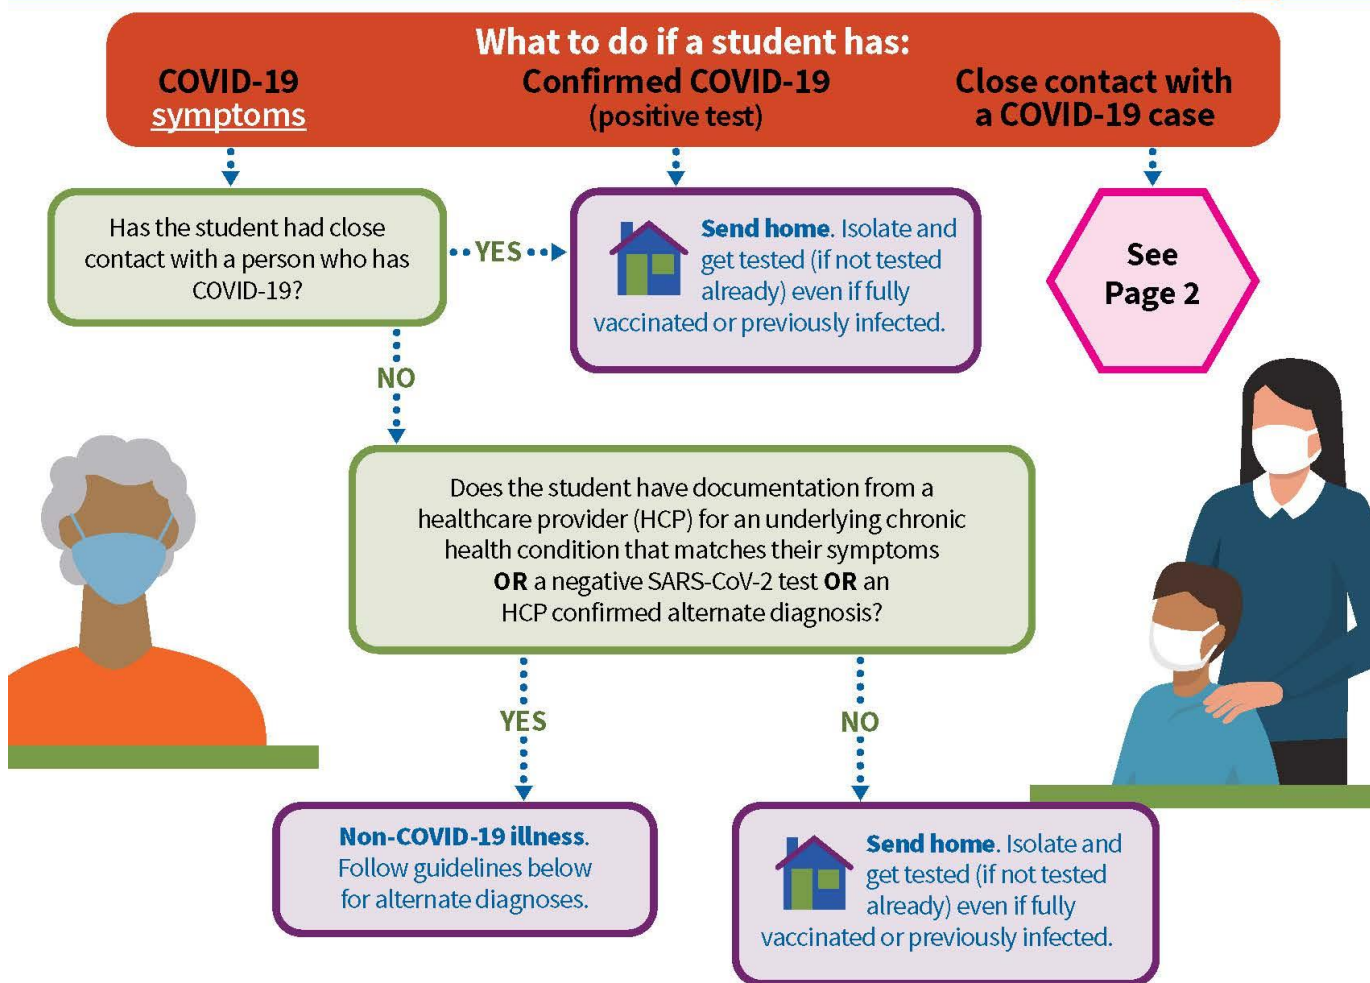 What to do if a student has:
COVID-19
symptoms
Confirmed COVID-19
(positive test)
Close contact with
a COVID-19 case
Has the student had close
contact with a person who has
COVID-19?
YES
Send home. Isolate and
get tested (if not tested
already) even if fully
vaccinated or previously infected.
See
Page 2
NO
Does the student have documentation from a
healthcare provider (HCP) for an underlying chronic
health condition that matches their symptoms
OR a negative SARS-CoV-2 test OR an
HCP confirmed alternate diagnosis?
YES
NO
Non-COVID-19 illness.
Follow guidelines below
for alternate diagnoses.
Send home. Isolate and
get tested (if not tested
already) even if fully
vaccinated or previously infected.